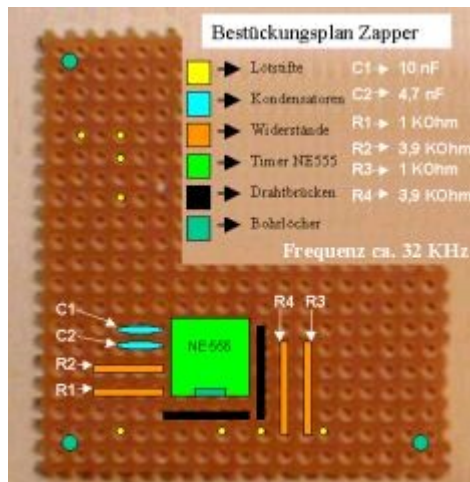 Bestückungsplan Zapper
Lötstifte
Kondensatoren
Widerstände
Timer NE555
Drahtbrücken
Bohrlöcher
C1 10 nF
C2 4,7 nF
R1 1 KOhm
R2 3,9 KOhm
R3 1 KOhm
R4 3,9 KOhm
Frequenz ca. 32 KHz
R4 R3
C1
C2
NE-555
R2
R1